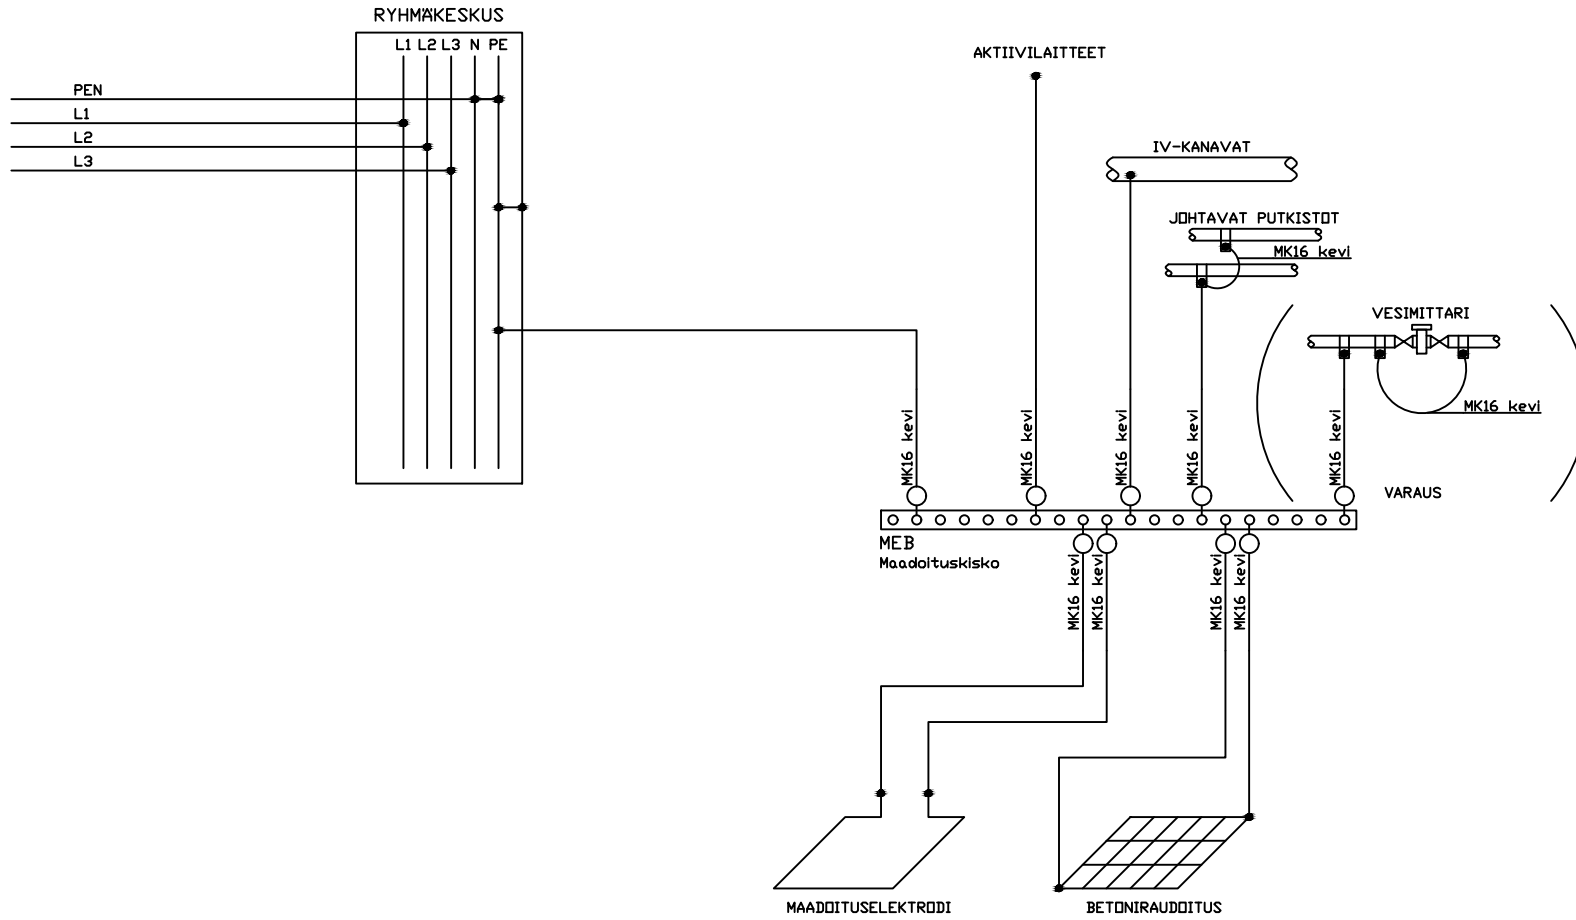 RYHMÄKESKUS
L1 L2 L3 N PE
PEN
L1
L2
L3
AKTIIVILAITTEET
IV-KANAVAT
JOHTAVAT PUTKISTOT
MK16 kevi
VESIMITTARI
MK16 kevi
VARAUS
MK16 kevi
MK16 kevi
MK16 kevi
MK16 kevi
MK16 kevi
MEB
Maadoituskisko
MK16 kevi
MK16 kevi
MK16 kevi
MK16 kevi
MAADOITUSELEKTRODI
BETONIRAUDOITUS